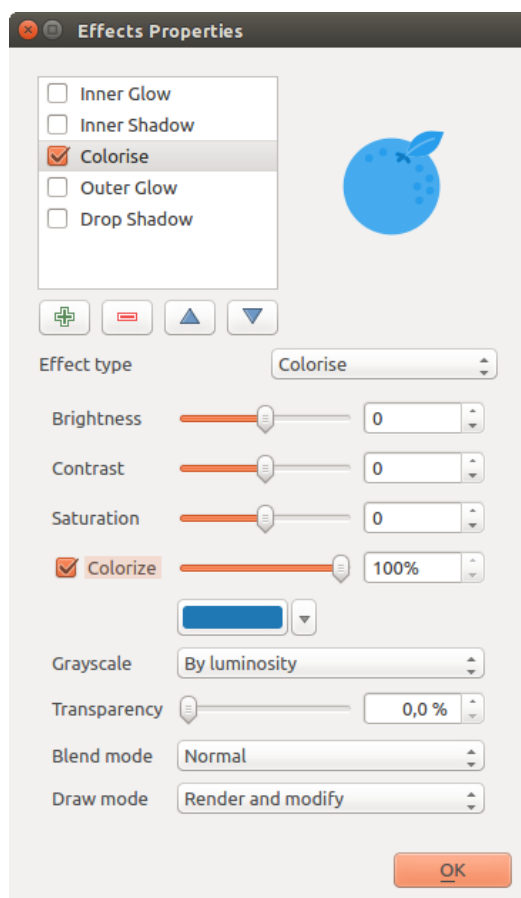 Effects Properties
Inner Glow
Inner Shadow
Colorise
Outer Glow
Drop Shadow
Effect type Colorise
Brightness 0
Contrast 0
Saturation 0
Colorize 100%
Grayscale By luminosity
Transparency 0,0 %
Blend mode Normal
Draw mode Render and modify
OK